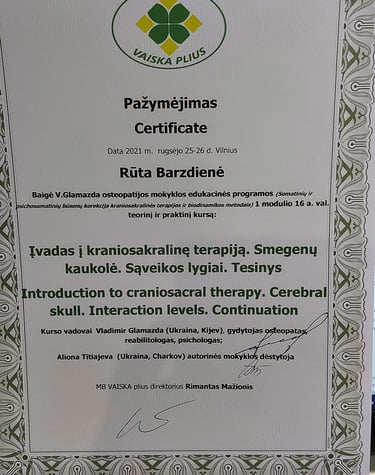 VAISKA PLIUS
Pažymėjimas
Certificate
Data 2021 m. rugsėjo 25-26 d. Vilnius
Rūta Barzdienė
Baigė V.Glamazda osteopatijos mokyklos edukacinės programos (Somatinių ir
psichosomatinių būsenų korekcija kraniosakralinės terapijos ir biodinamikos metodais) 1 modulio 16 a. val.
teorinį ir praktinį kursą:
Įvadas į kraniosakralinę terapiją. Smegenų
kaukolė. Sąveikos lygiai. Tęsinys
Introduction to craniosacral therapy. Cerebral
skull. Interaction levels. Continuation
Kurso vadovai Vladimir Glamazda (Ukraina, Kijev), gydytojas osteopatas,
reabilitologas, psichologas;
Aliona Titiajeva (Ukraina, Charkov) autorinės mokyklos dėstytoja
MB VAISKA plius direktorius Rimantas Mažionis